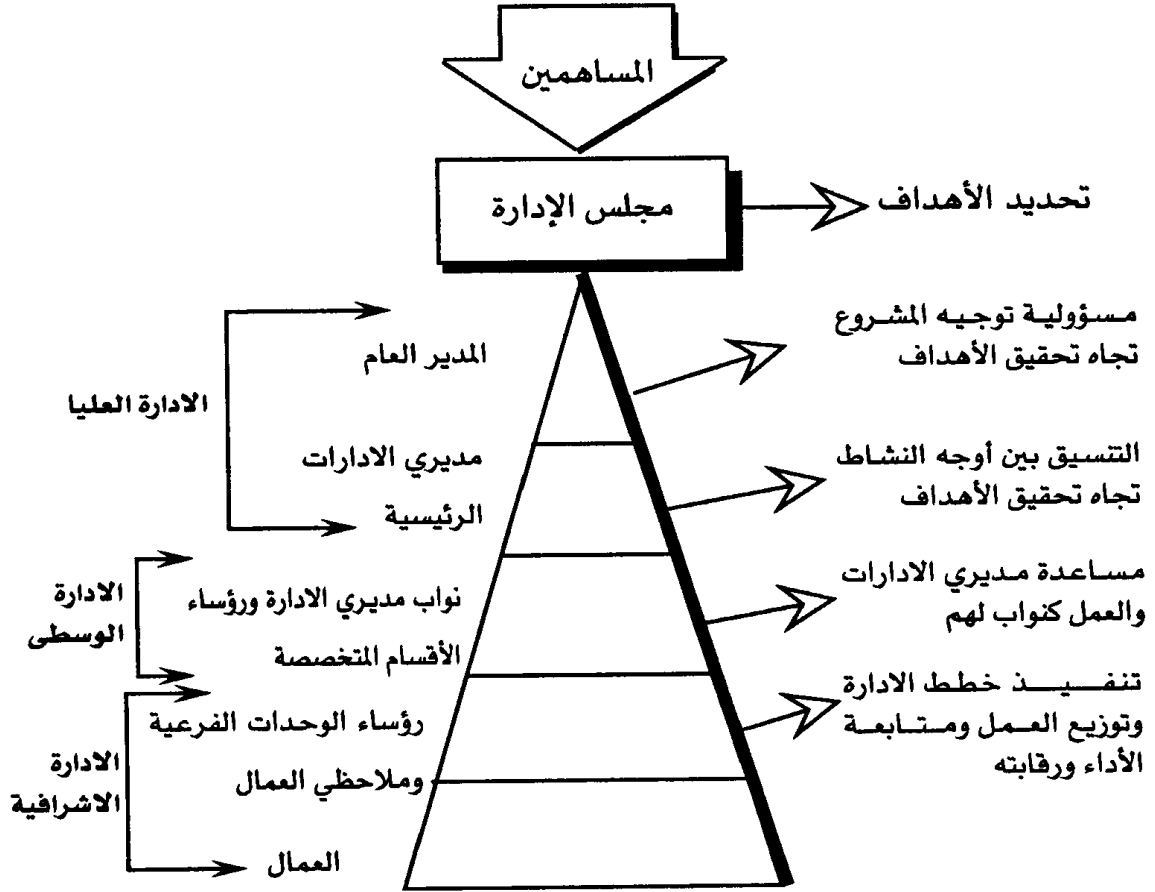 المساهمين
مجلس الإدارة
تحديد الأهداف
مسؤولية توجيه المشروع
تجاه تحقيق الأهداف
المدير العام
الادارة العليا
التنسيق بين أوجه النشاط
تجاه تحقيق الأهداف
مديري الادارات
الرئيسية
مساعدة مديري الادارات
والعمل كنواب لهم
نواب مديري الادارة ورؤساء
الأقسام المتخصصة
الادارة
الوسطى
تنفيذ خطط الادارة
وتوزيع العمل ومتابعة
الأداء ورقابته
رؤساء الوحدات الفرعية
وملاحظي العمال
الادارة
الاشرافية
العمال